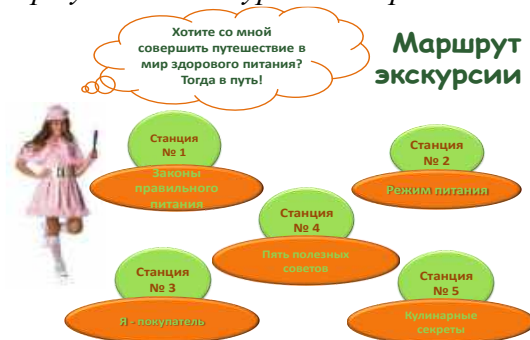 Хотите со мной
совершить путешествие в
мир здорового питания?
Тогда в путь!
Маршрут
экскурсии
Станция
№ 1
Законы
правильного
питания
Станция
№ 2
Режим питания
Станция
№ 4
Пять полезных
советов
Станция
№ 3
Я - покупатель
Станция
№ 5
Кулинарные
секреты